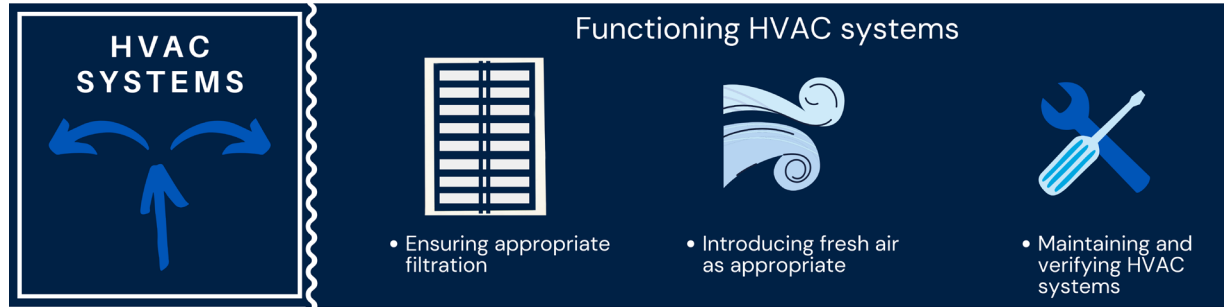 HVAC
SYSTEMS
Functioning HVAC systems
• Ensuring appropriate
filtration
• Introducing fresh air
as appropriate
• Maintaining and
verifying HVAC
systems